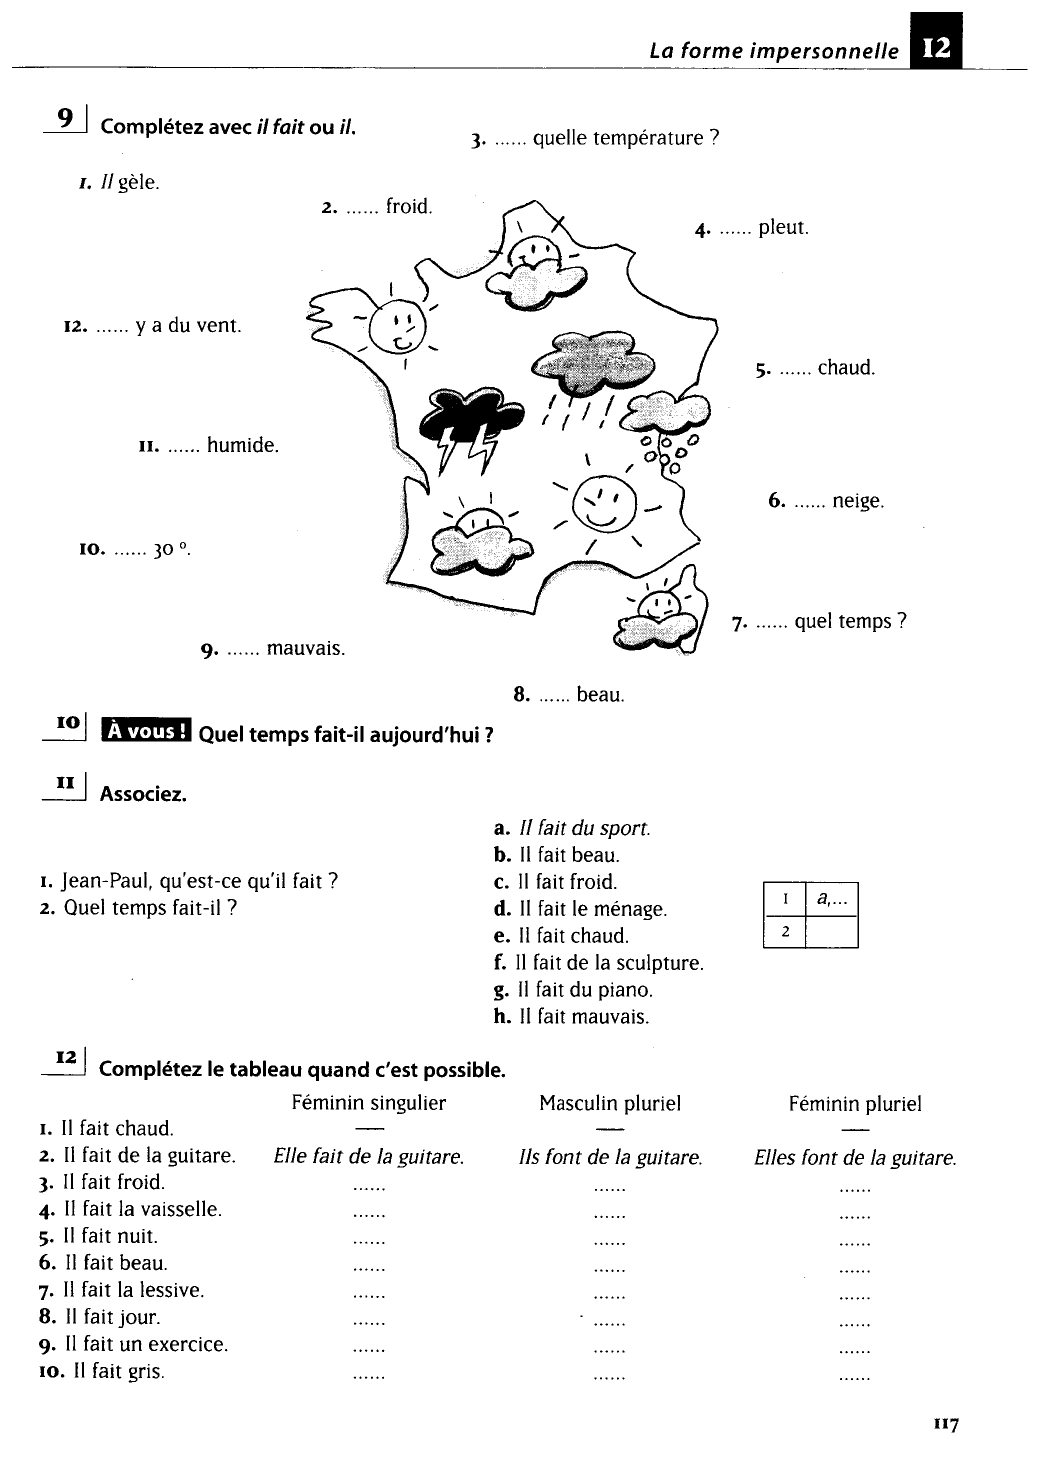 La forme impersonnelle 12
9 Complétez avec il fait ou il.
3. ...... quelle température ?
1. Il gèle.
2. ...... froid.
4. ...... pleut.
12. ...... y a du vent.
5. ...... chaud.
11. ...... humide.
6. ...... neige.
10. ...... 30 °.
7. ...... quel temps ?
9. ...... mauvais.
8. ...... beau.
10 À vous ! Quel temps fait-il aujourd'hui ?
11 Associez.
1. Jean-Paul, qu'est-ce qu'il fait ?
2. Quel temps fait-il ?
a. Il fait du sport.
b. Il fait beau.
c. Il fait froid.
d. Il fait le ménage.
e. Il fait chaud.
f. Il fait de la sculpture.
g. Il fait du piano.
h. Il fait mauvais.
1 a,...
2
12 Complétez le tableau quand c'est possible.
Féminin singulier Masculin pluriel Féminin pluriel
1. Il fait chaud. — — —
2. Il fait de la guitare. Elle fait de la guitare. Ils font de la guitare. Elles font de la guitare.
3. Il fait froid. ...... ...... ......
4. Il fait la vaisselle. ...... ...... ......
5. Il fait nuit. ...... ...... ......
6. Il fait beau. ...... ...... ......
7. Il fait la lessive. ...... ...... ......
8. Il fait jour. ...... ...... ......
9. Il fait un exercice. ...... ...... ......
10. Il fait gris. ...... ...... ......
117